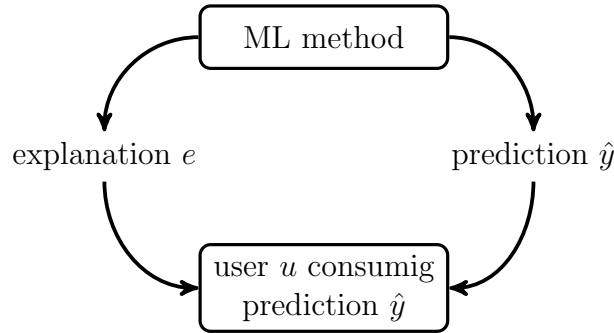 ML method
explanation e
prediction ŷ
user u consumig
prediction ŷ